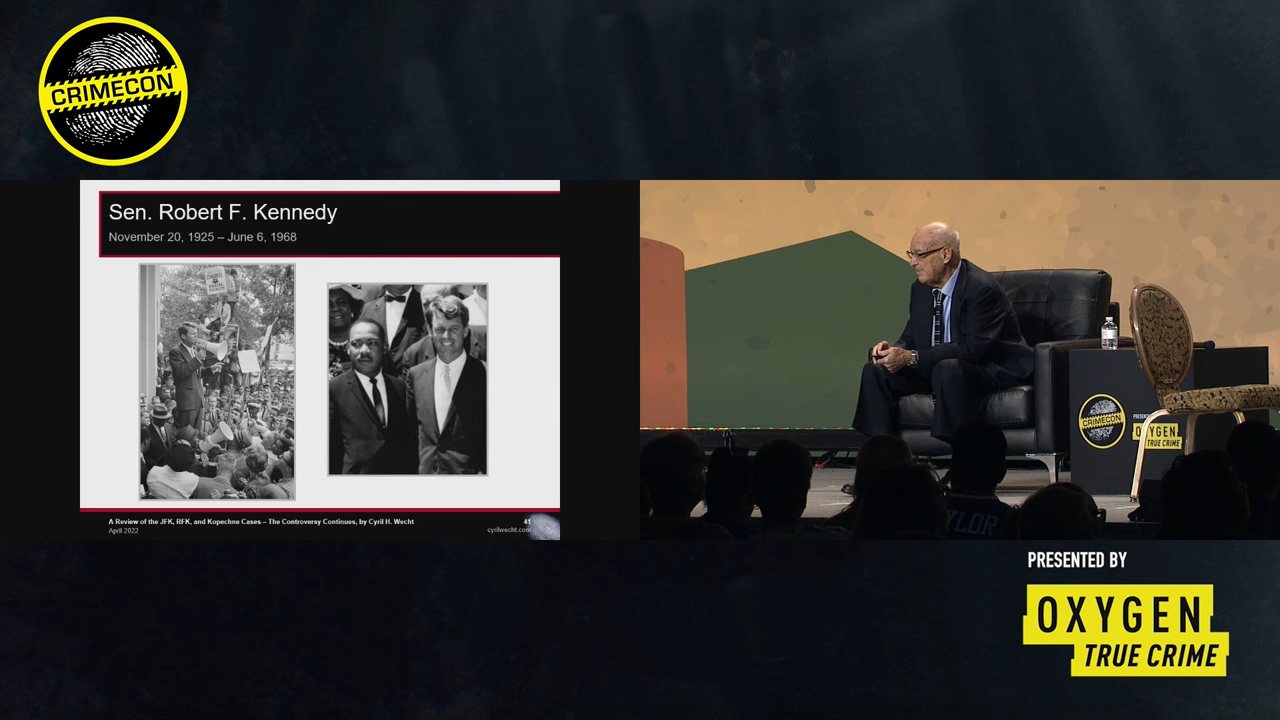 CRIMECON
Sen. Robert F. Kennedy
November 20, 1925 – June 6, 1968
A Review of the JFK, RFK, and Kopechne Cases – The Controversy Continues, by Cyril H. Wecht
41
April 2022
cyrilwecht.com
CRIMECON
OXYGEN
TRUE CRIME
YLOR
PRESENTED BY
OXYGEN
TRUE CRIME